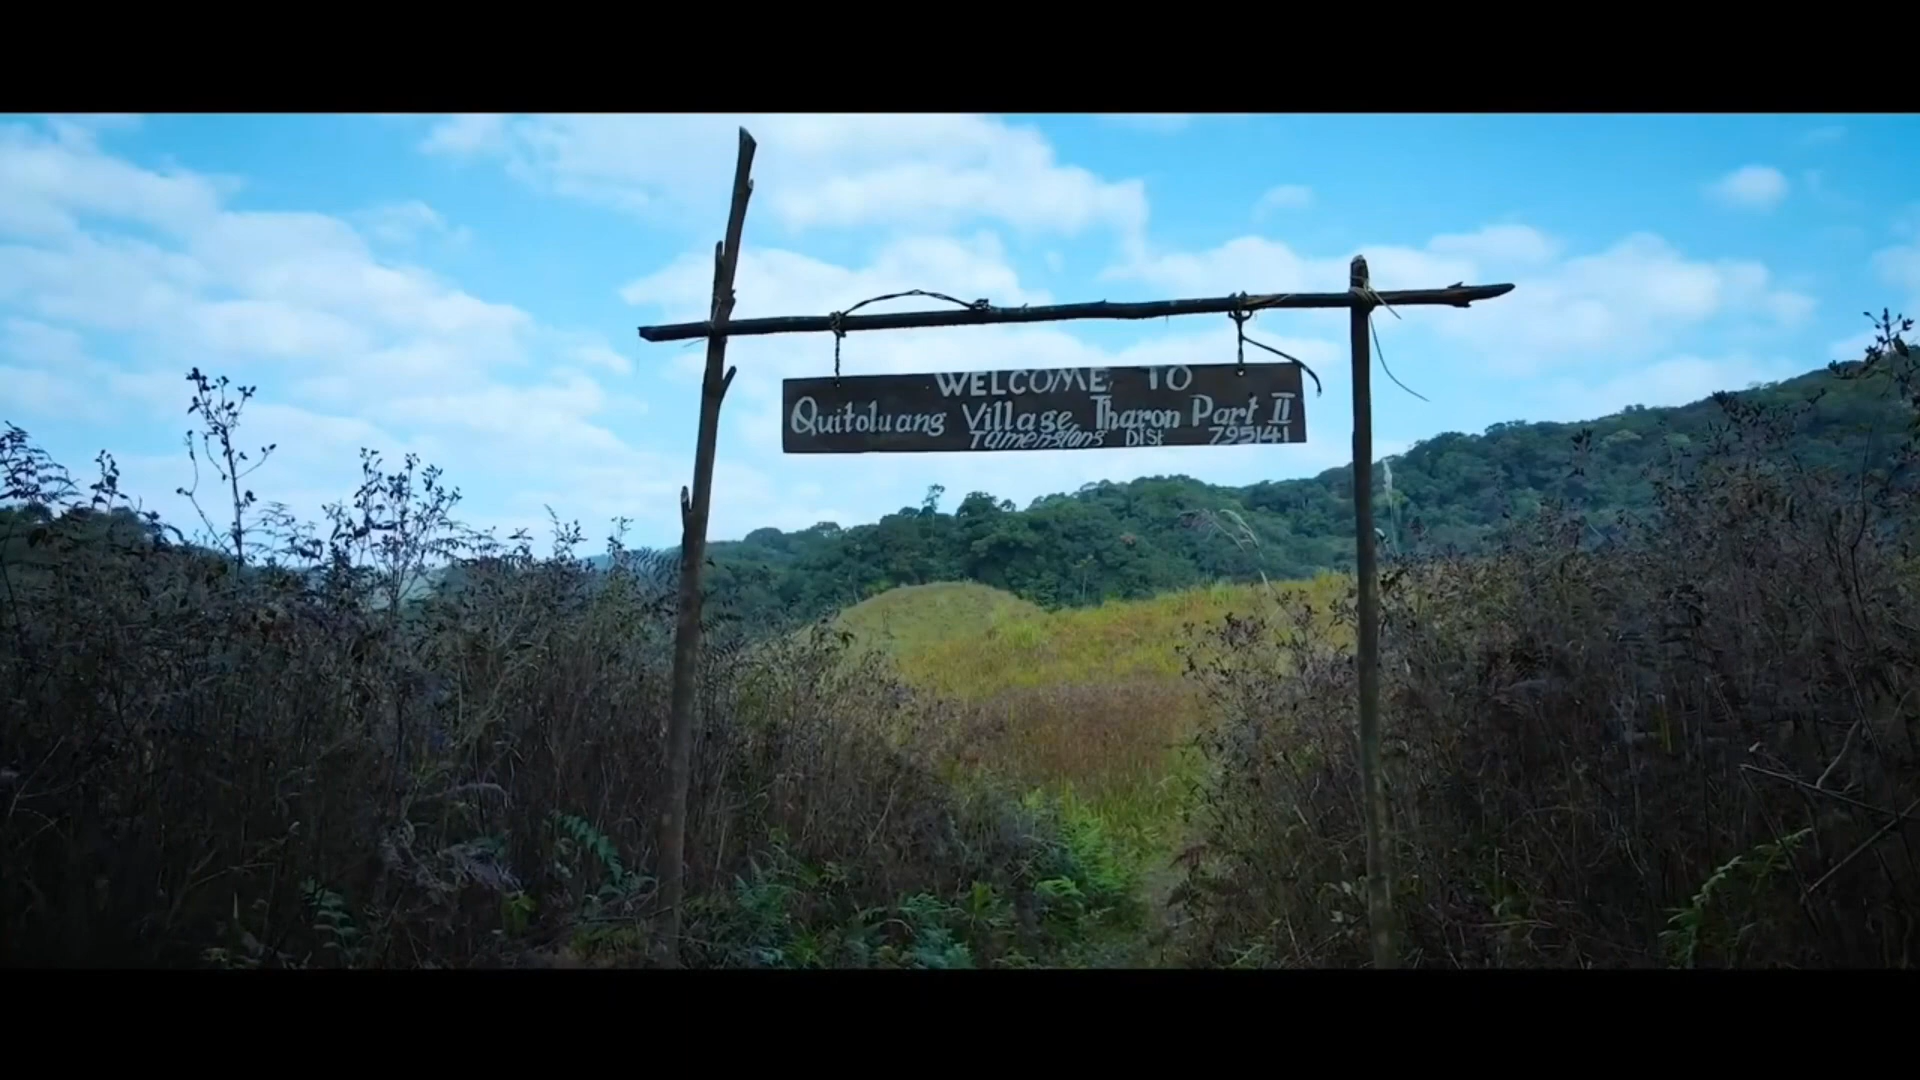 WELCOME TO
Quitoluang Village, Tharon Part II
Tamenglong Dist 795141